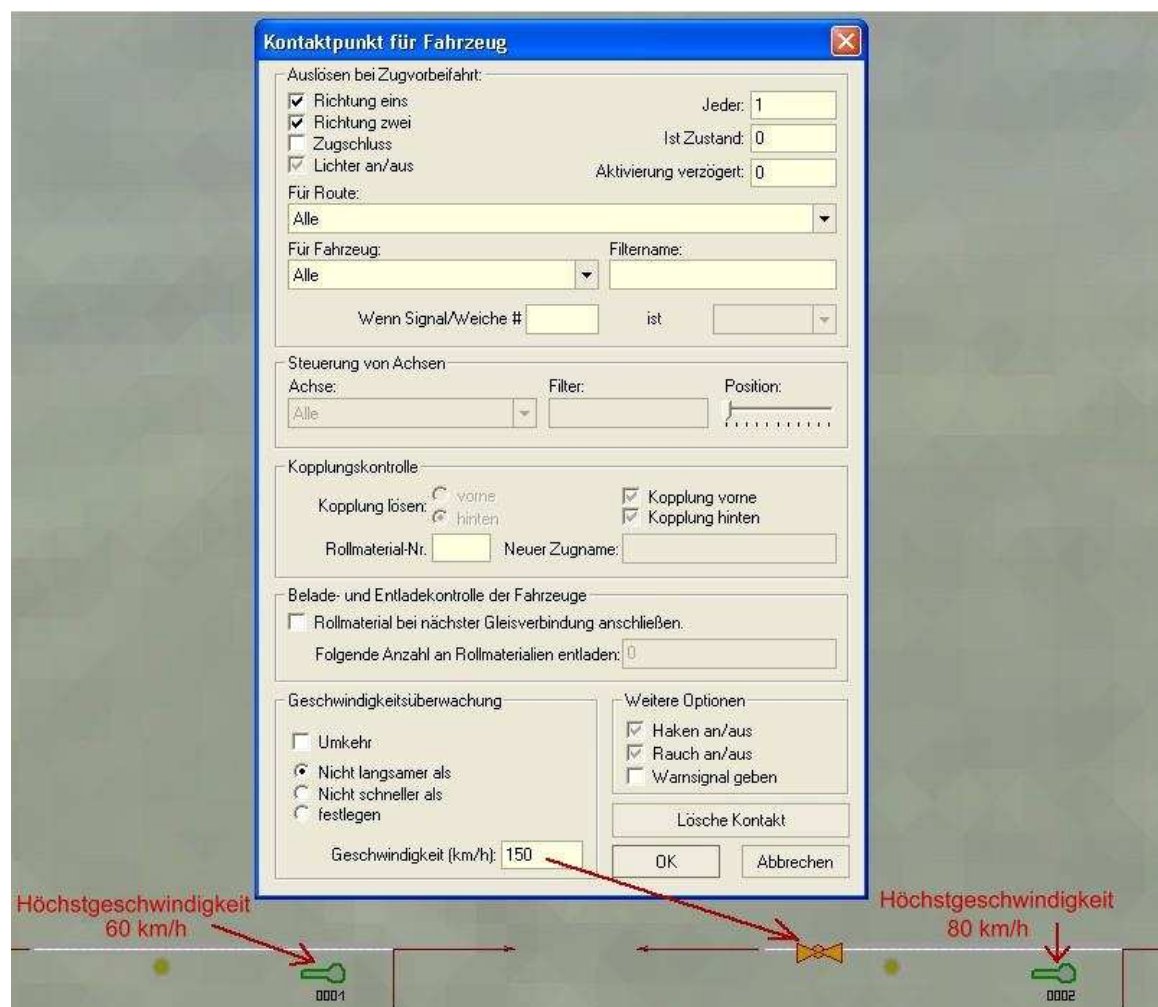 Kontaktpunkt für Fahrzeug
Auslösen bei Zugvorbeifahrt:
Richtung eins
Jeder: 1
Richtung zwei
Ist Zustand: 0
Zugschluss
Lichter an/aus
Aktivierung verzögert: 0
Für Route:
Alle
Für Fahrzeug: Filtername:
Alle
Wenn Signal/Weiche # ist
Steuerung von Achsen
Achse: Filter: Position:
Alle
Kopplungskontrolle
Kopplung lösen: vorne
hinten
Kopplung vorne
Kopplung hinten
Rollmaterial-Nr. Neuer Zugname:
Belade- und Entladekontrolle der Fahrzeuge
Rollmaterial bei nächster Gleisverbindung anschließen.
Folgende Anzahl an Rollmaterialien entladen: 0
Geschwindigkeitsüberwachung
Umkehr
Nicht langsamer als
Nicht schneller als
festlegen
Geschwindigkeit (km/h): 150
Weitere Optionen
Haken an/aus
Rauch an/aus
Warnsignal geben
Lösche Kontakt
OK Abbrechen
Höchstgeschwindigkeit
60 km/h
Höchstgeschwindigkeit
80 km/h
0001
0002